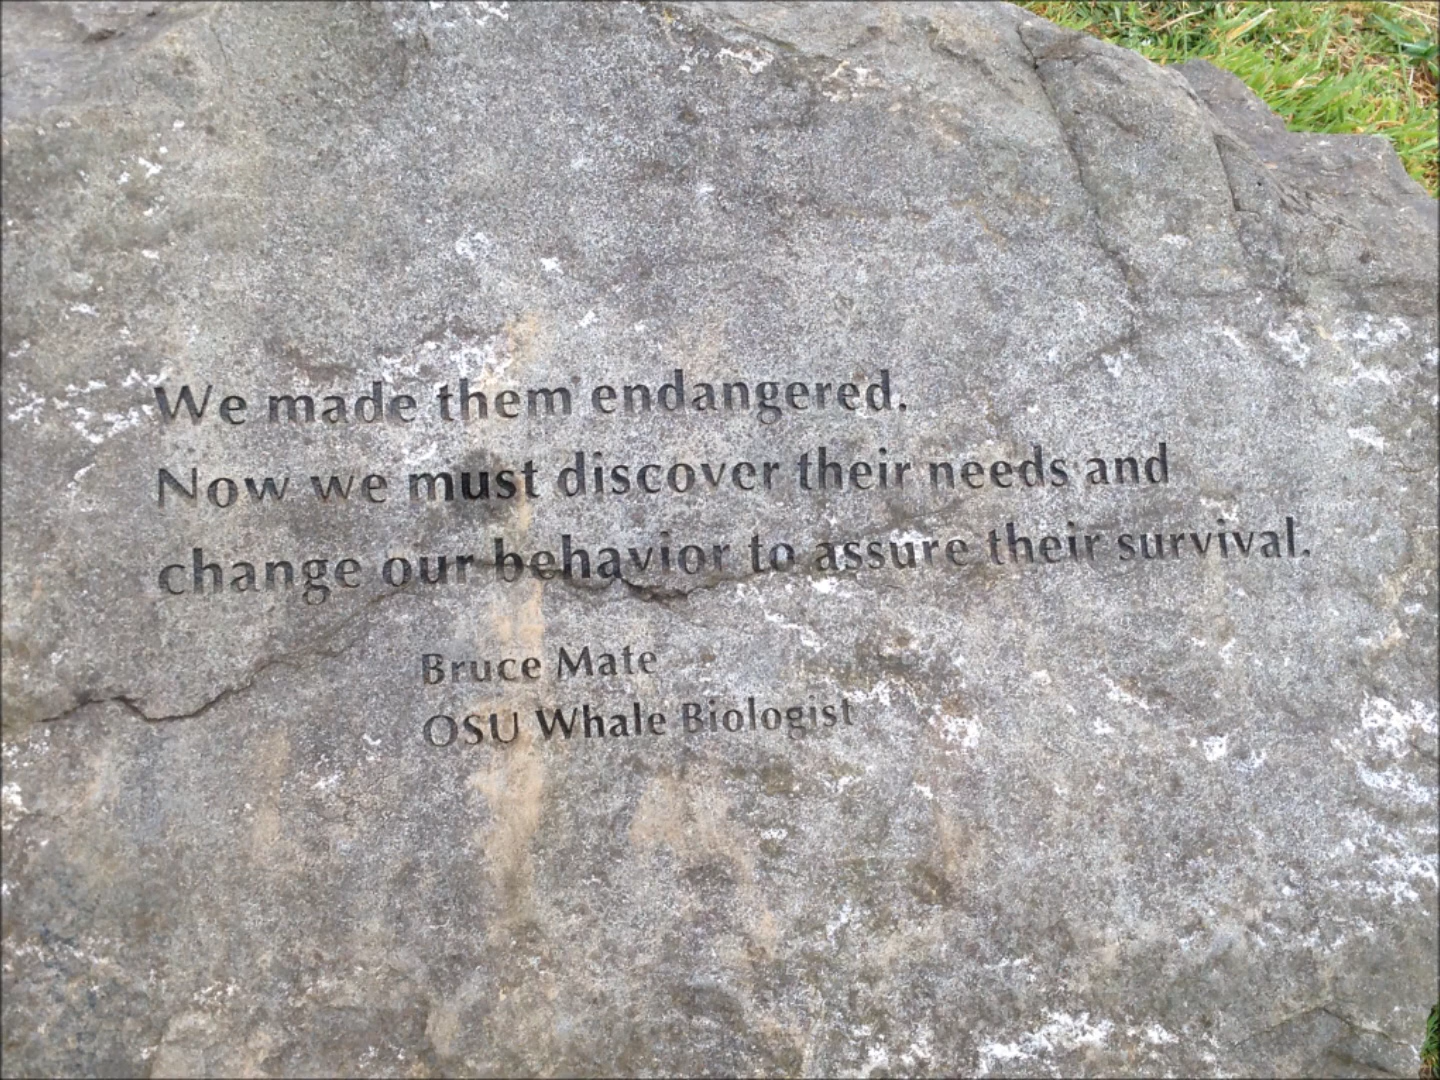 We made them endangered.
Now we must discover their needs and
change our behavior to assure their survival.
Bruce Mate
OSU Whale Biologist